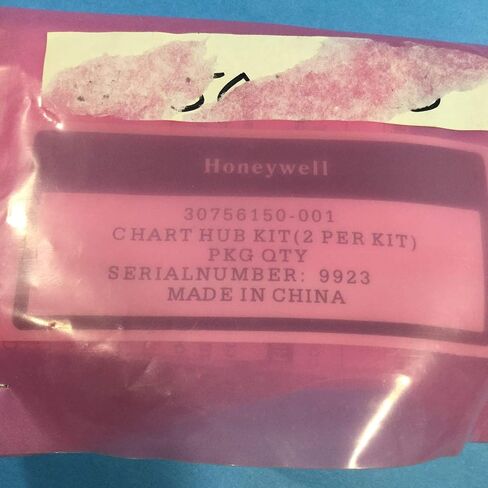 Honeywell
30756150-001
CHART HUB KIT(2 PER KIT)
PKG QTY
SERIALNUMBER: 9923
MADE IN CHINA